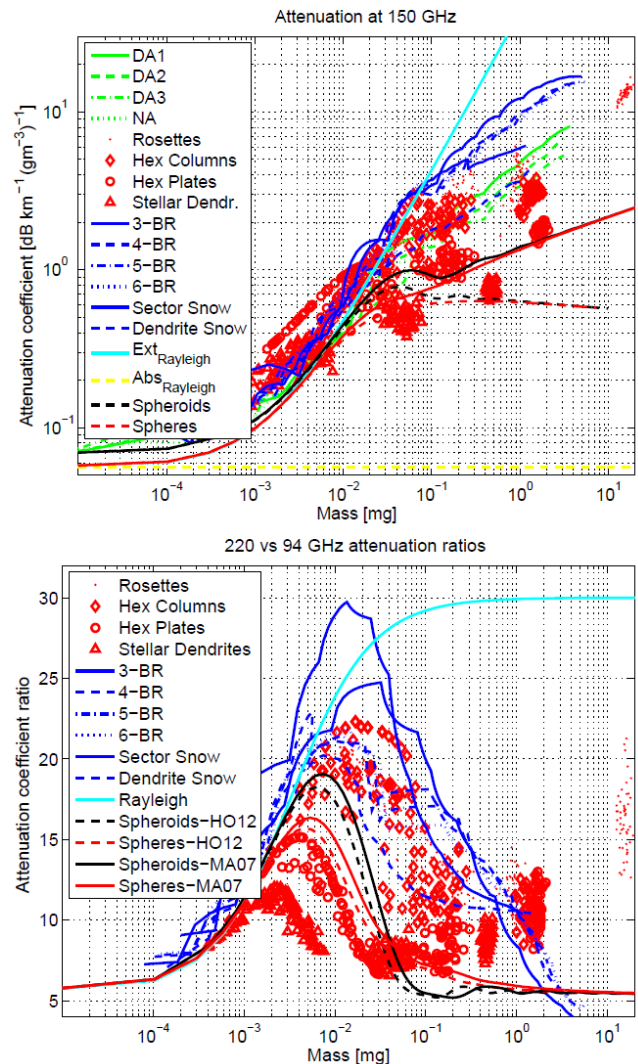 Attenuation at 150 GHz
Attenuation coefficient [dB km⁻¹ (gm⁻³)⁻¹]
10¹
10⁰
10⁻¹
DA1
DA2
DA3
NA
Rosettes
Hex Columns
Hex Plates
Stellar Dendr.
3−BR
4−BR
5−BR
6−BR
Sector Snow
Dendrite Snow
Ext_Rayleigh
Abs_Rayleigh
Spheroids
Spheres
10⁻⁴ 10⁻³ 10⁻² 10⁻¹ 10⁰ 10¹
Mass [mg]
220 vs 94 GHz attenuation ratios
Attenuation coefficient ratio
30
25
20
15
10
5
Rosettes
Hex Columns
Hex Plates
Stellar Dendrites
3−BR
4−BR
5−BR
6−BR
Sector Snow
Dendrite Snow
Rayleigh
Spheroids−HO12
Spheres−HO12
Spheroids−MA07
Spheres−MA07
10⁻⁴ 10⁻³ 10⁻² 10⁻¹ 10⁰ 10¹
Mass [mg]